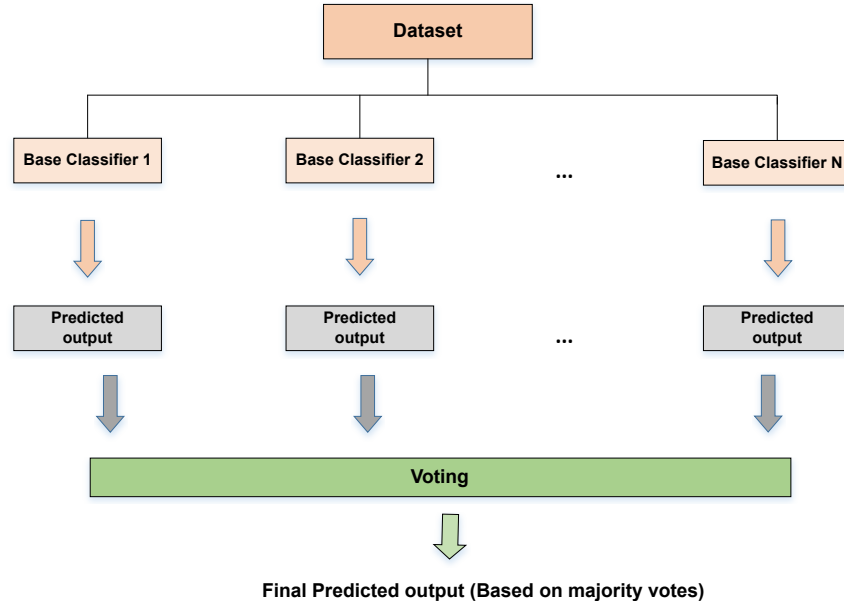 Dataset
Base Classifier 1
Base Classifier 2
...
Base Classifier N
Predicted
output
Predicted
output
...
Predicted
output
Voting
Final Predicted output (Based on majority votes)